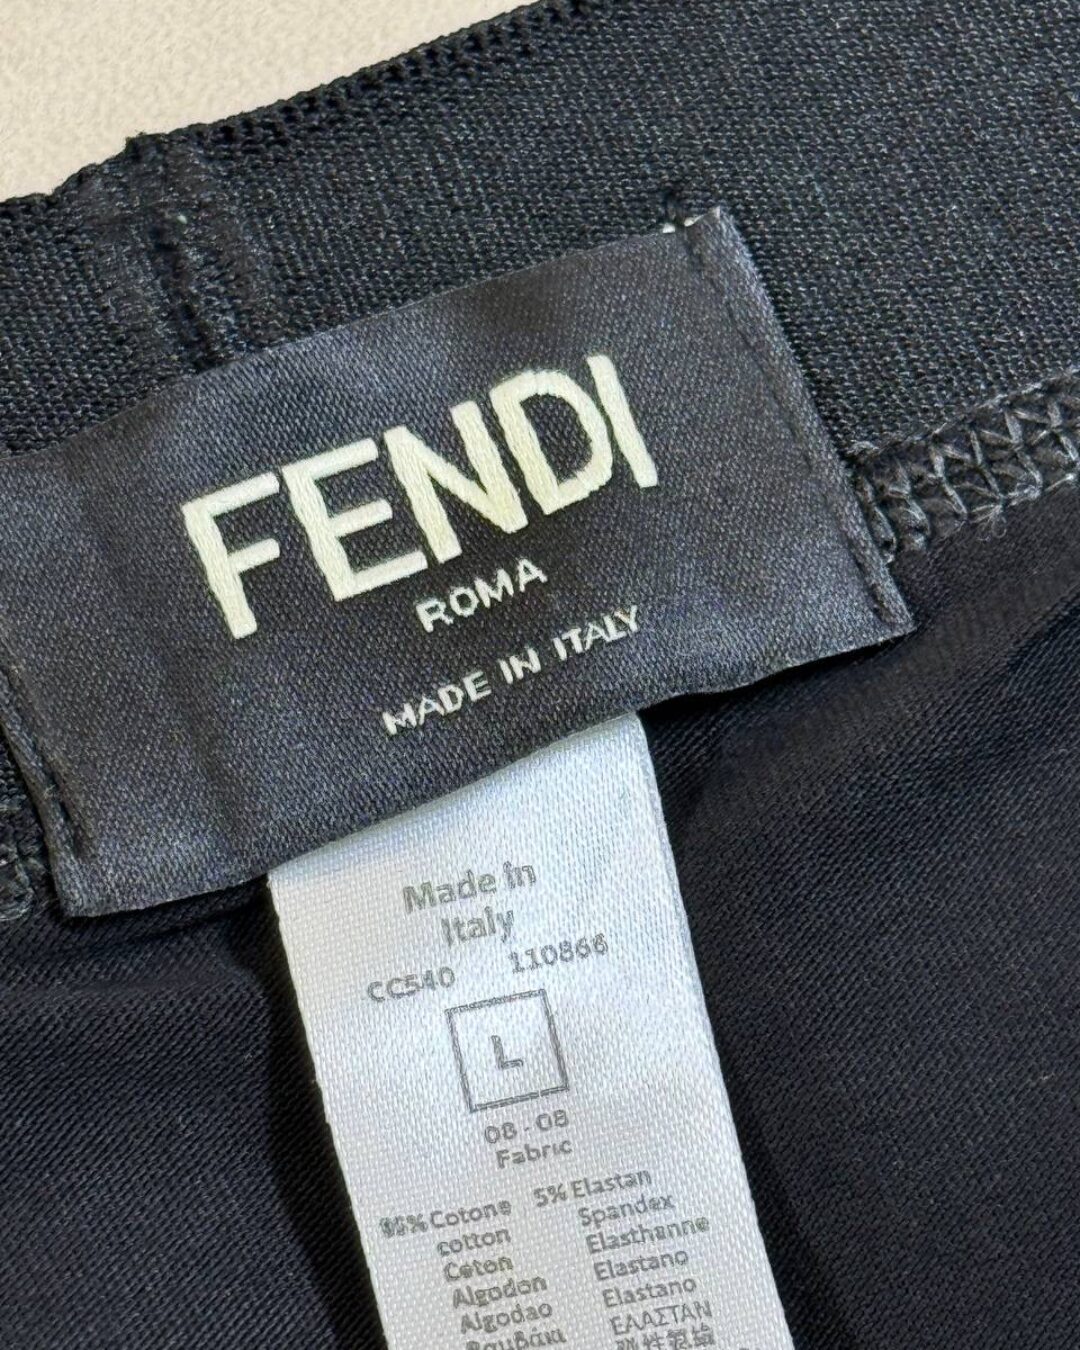 FENDI
ROMA
MADE IN ITALY
Made in
Italy
CC540 110866
L
08 - 08
Fabric
95% Cotone 5% Elastan
cotton Spandex
Coton Elasthanne
Algodon Elastano
Algodao Elastano
Βαμβάκι ΕΛΑΣΤΑΝ